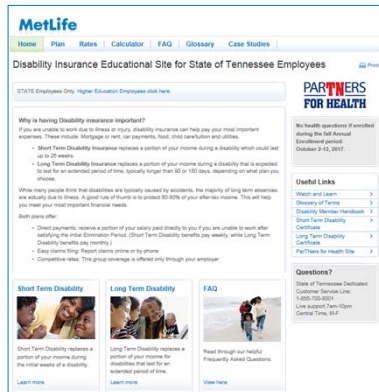 MetLife
Home Plan Rates Calculator FAQ Glossary Case Studies
Disability Insurance Educational Site for State of Tennessee Employees
Print
STATE Employees Only. Higher Education Employees click here.
PARTNERS
FOR HEALTH
Why is having Disability insurance important?
If you are unable to work due to illness or injury, disability insurance can help pay your most important
expenses. These include: Mortgage or rent, car payments, food, child care/tuition and utilities.
• Short Term Disability Insurance replaces a portion of your income during a disability which could last
up to 26 weeks.
• Long Term Disability Insurance replaces a portion of your income during a disability that is expected
to last for an extended period of time, typically longer than 90 or 180 days, depending on what plan you
choose.
While many people think that disabilities are typically caused by accidents, the majority of long term absences
are actually due to illness. A good rule of thumb is to protect 60-80% of your after-tax income. This will help
you meet your most important financial needs.
Both plans offer:
• Direct payments: receive a portion of your salary paid directly to you if you are unable to work after
satisfying the initial Elimination Period. (Short Term Disability benefits pay weekly, while Long Term
Disability benefits pay monthly.)
• Easy claims filing: Report claims online or by phone
• Competitive rates: This group coverage is offered only through your employer
No health questions if enrolled
during the fall Annual
Enrollment period:
October 2-13, 2017.
Useful Links
Watch and Learn
Glossary of Terms
Disability Member Handbook
Short Term Disability
Certificate
Long Term Disability
Certificate
ParTNers for Health Site
Questions?
State of Tennessee Dedicated
Customer Service Line:
1-855-700-8001
Live support 7am-10pm
Central Time, M-F
Short Term Disability
Short Term Disability replaces a
portion of your income during
the initial weeks of a disability.
Learn more
Long Term Disability
Long Term Disability replaces a
portion of your income for
disabilities that last for an
extended period of time.
Learn more
FAQ
Read through our helpful
Frequently Asked Questions.
View here